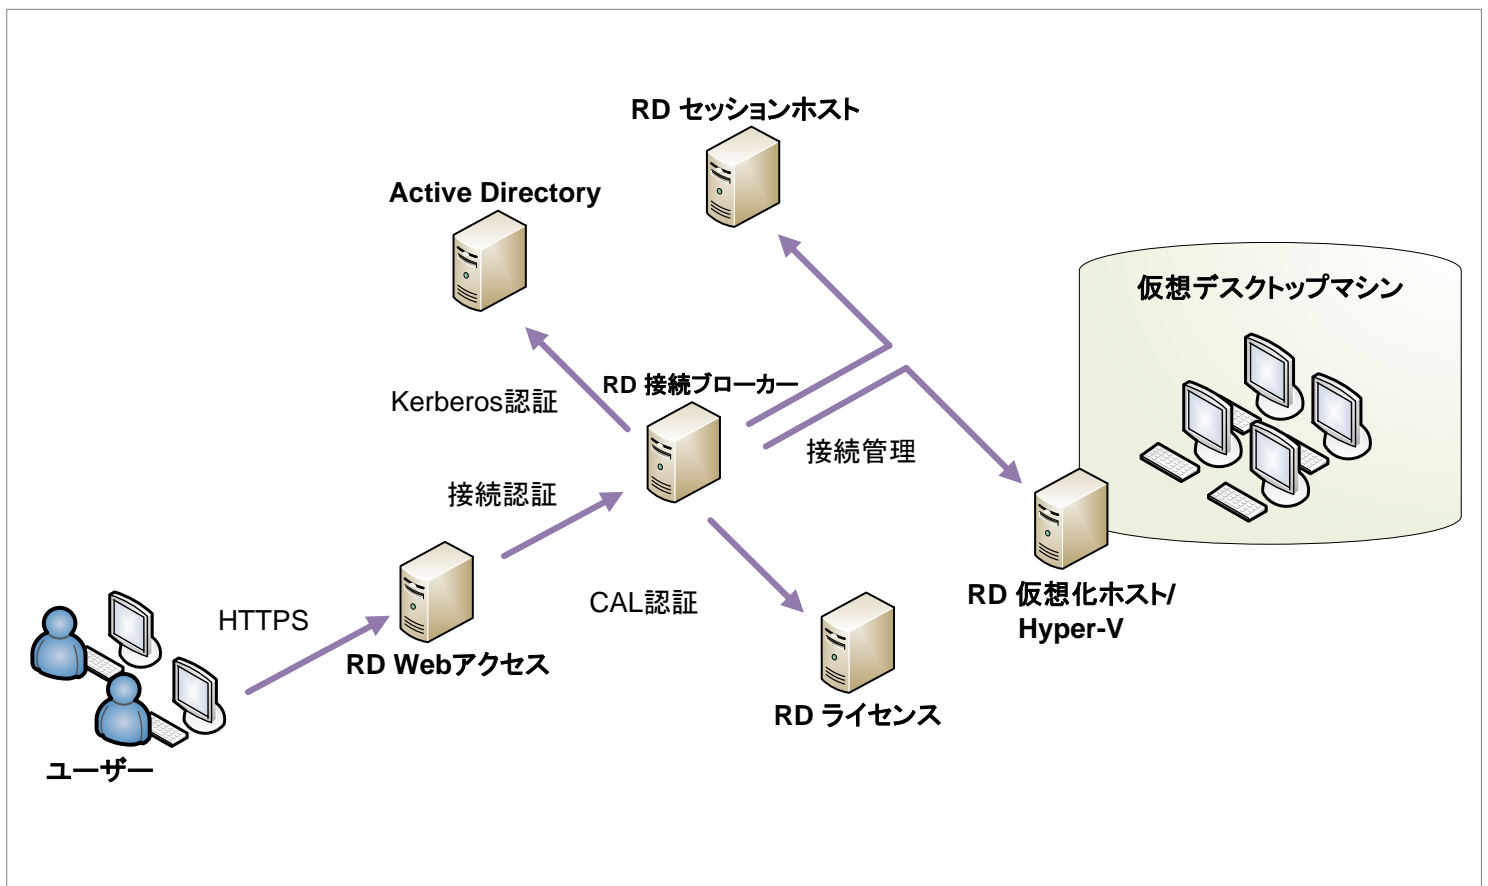 RD セッションホスト
Active Directory
仮想デスクトップマシン
RD 接続ブローカー
Kerberos認証
接続管理
接続認証
CAL認証
RD 仮想化ホスト/
Hyper-V
HTTPS
RD Webアクセス
RD ライセンス
ユーザー